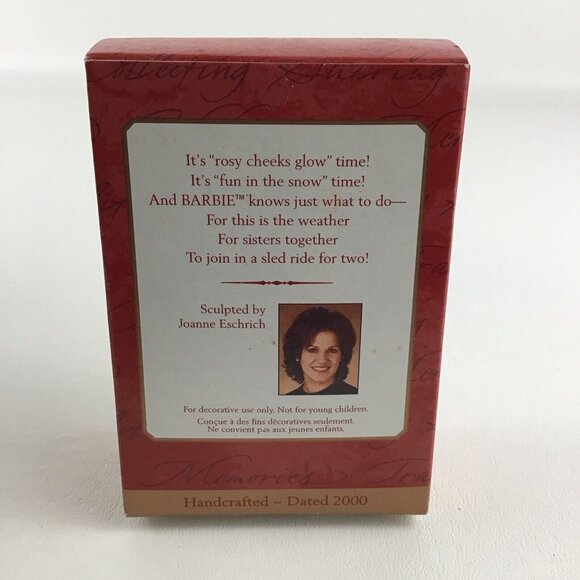 Collecting Sharing
It's "rosy cheeks glow" time!
It's "fun in the snow" time!
And BARBIE™ knows just what to do—
For this is the weather
For sisters together
To join in a sled ride for two!
Sculpted by
Joanne Eschrich
For decorative use only. Not for young children.
Conçue à des fins décoratives seulement.
Ne convient pas aux jeunes enfants.
Memories
Handcrafted ~ Dated 2000